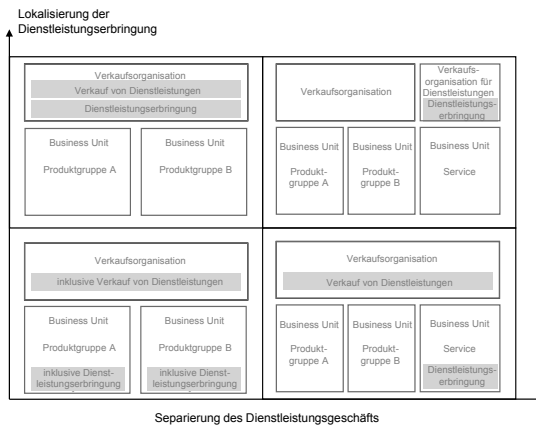 Lokalisierung der
Dienstleistungserbringung
Verkaufsorganisation
Verkauf von Dienstleistungen
Dienstleistungserbringung
Business Unit
Produktgruppe A
Business Unit
Produktgruppe B
Verkaufsorganisation
Verkaufs-
organisation für
Dienstleistungen
Dienstleistungs-
erbringung
Business Unit
Produkt-
gruppe A
Business Unit
Produkt-
gruppe B
Business Unit
Service
Verkaufsorganisation
inklusive Verkauf von Dienstleistungen
Business Unit
Produktgruppe A
inklusive Dienst-
leistungserbringung
Business Unit
Produktgruppe B
inklusive Dienst-
leistungserbringung
Verkaufsorganisation
Verkauf von Dienstleistungen
Business Unit
Produkt-
gruppe A
Business Unit
Produkt-
gruppe B
Business Unit
Service
Dienstleistungs-
erbringung
Separierung des Dienstleistungsgeschäfts